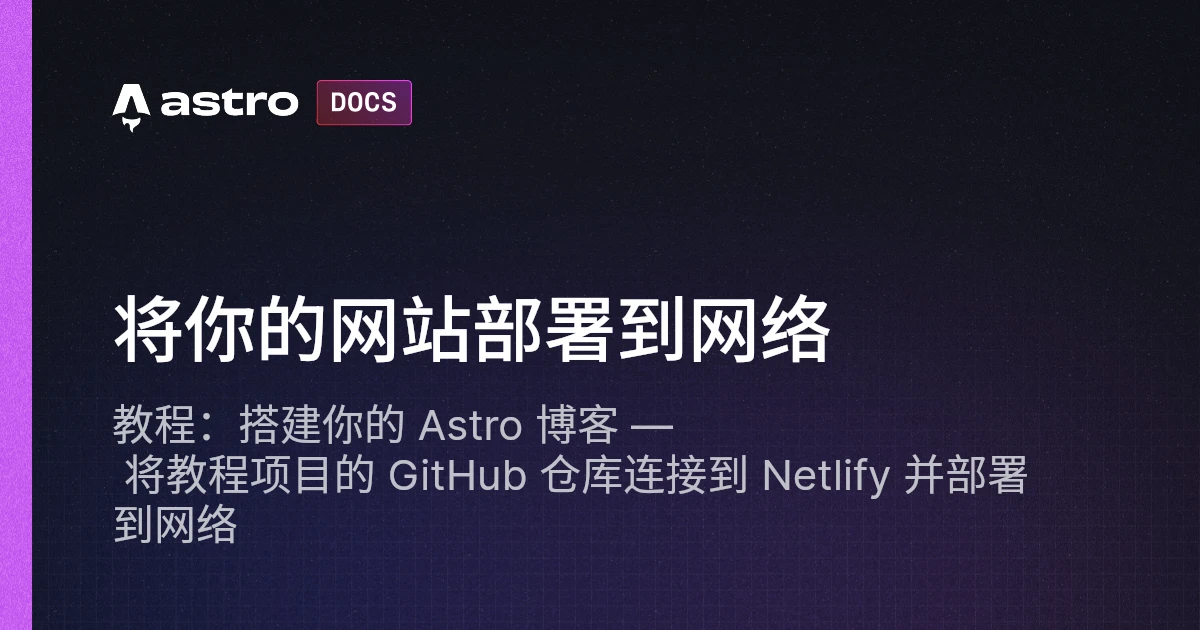 astro DOCS
将你的网站部署到网络
教程：搭建你的 Astro 博客 —
将教程项目的 GitHub 仓库连接到 Netlify 并部署
到网络